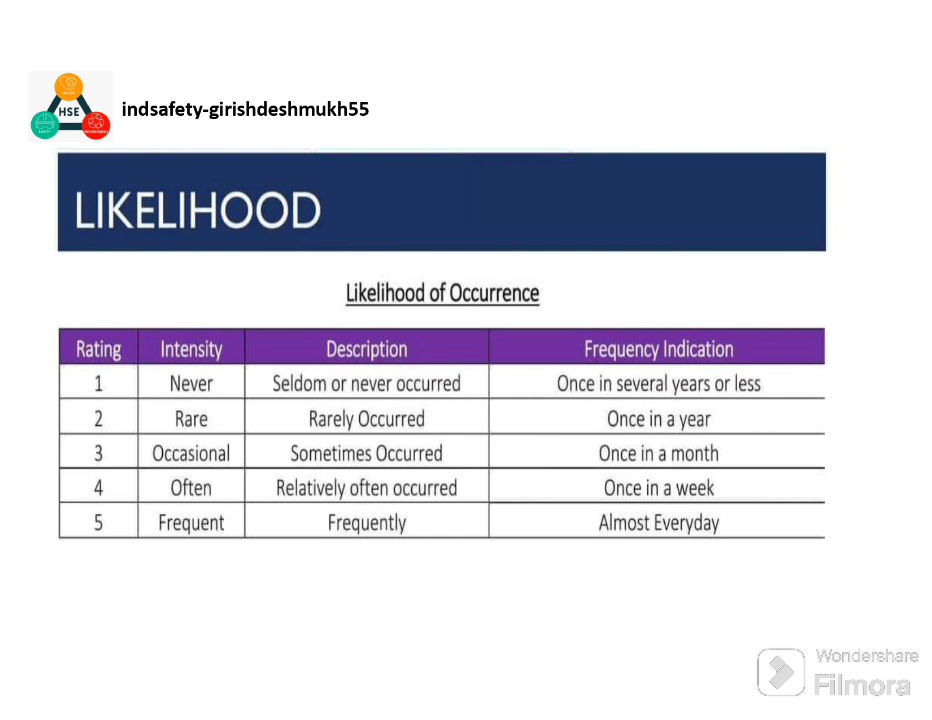 HSE
indsafety-girishdeshmukh55
LIKELIHOOD
Likelihood of Occurrence
Rating Intensity Description Frequency Indication
1 Never Seldom or never occurred Once in several years or less
2 Rare Rarely Occurred Once in a year
3 Occasional Sometimes Occurred Once in a month
4 Often Relatively often occurred Once in a week
5 Frequent Frequently Almost Everyday
Wondershare
Filmora